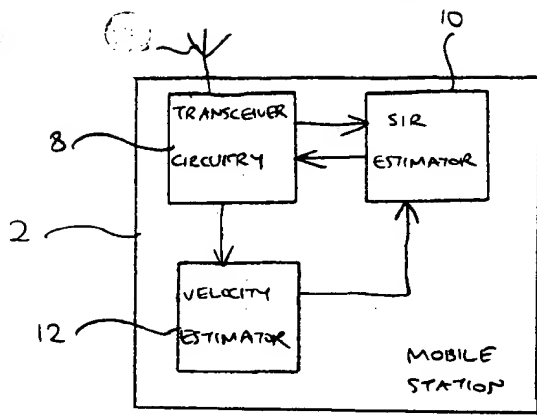 10
TRANSCEIVER
CIRCUITRY
SIR
ESTIMATOR
8
2
VELOCITY
ESTIMATOR
12
MOBILE
STATION